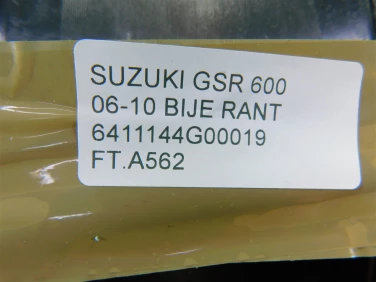 SUZUKI GSR 600
06-10 BIJE RANT
6411144G00019
FT.A562